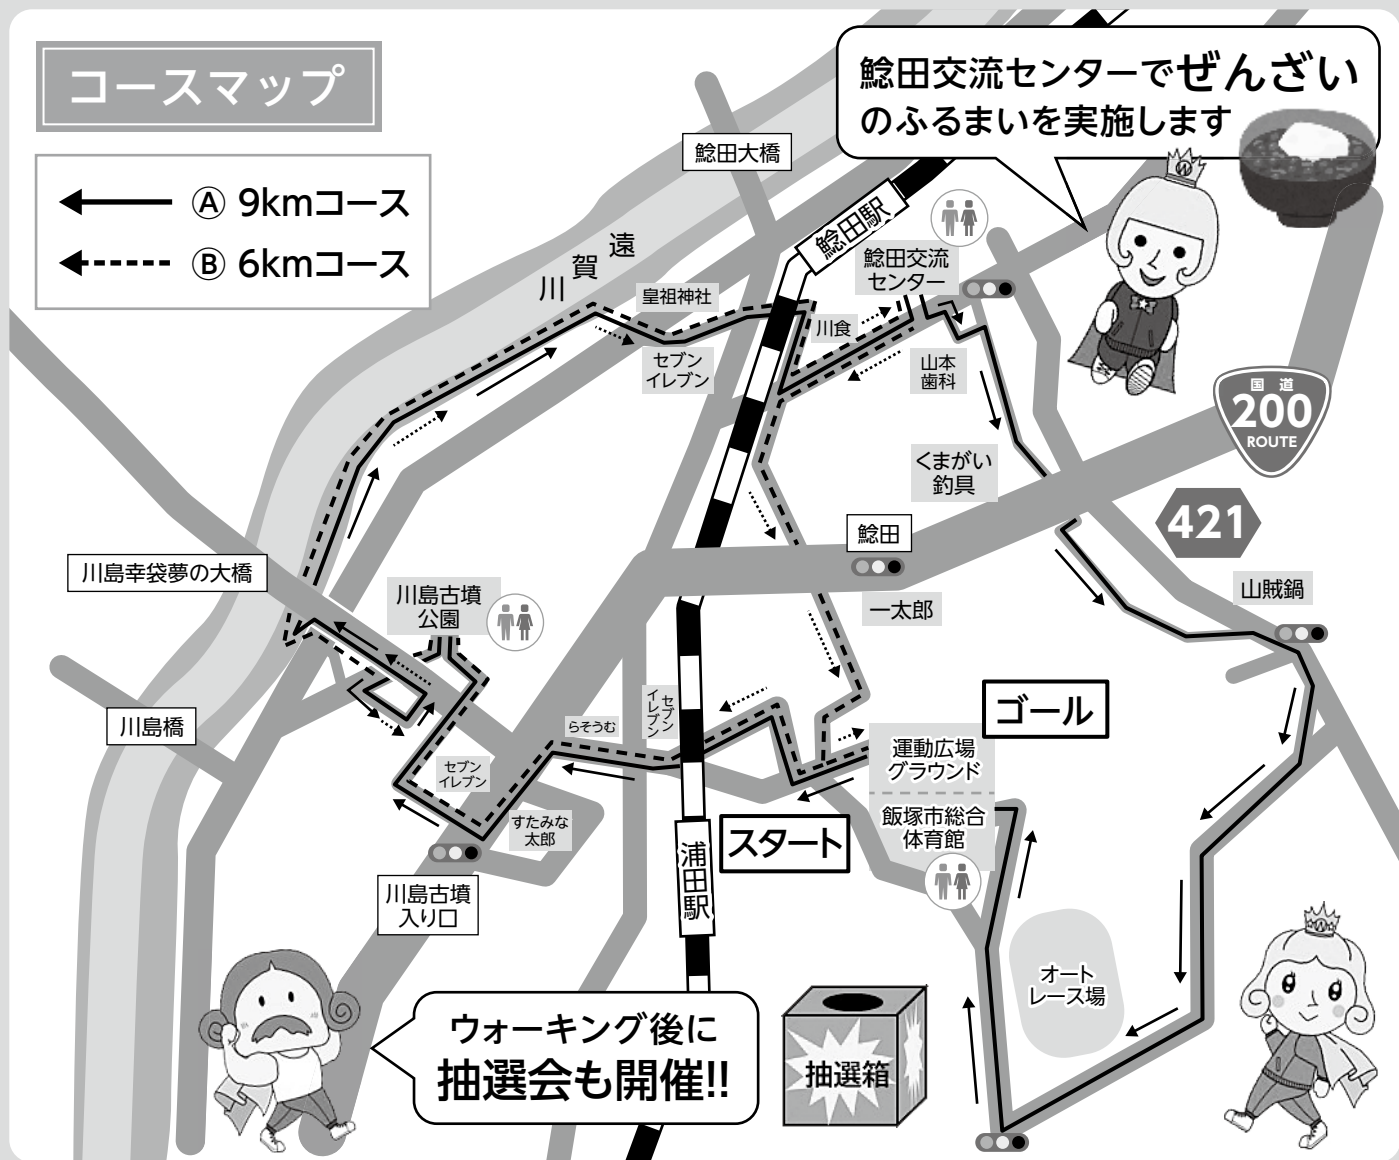 コースマップ
Ⓐ 9kmコース
Ⓑ 6kmコース
鯰田交流センターでぜんざい
のふるまいを実施します
鯰田大橋
鯰田駅
遠賀川
皇祖神社
セブン
イレブン
川食
鯰田交流
センター
山本
歯科
くまがい
釣具
国道
200
ROUTE
421
鯰田
一太郎
山賊鍋
川島幸袋夢の大橋
川島古墳
公園
川島橋
セブン
イレブン
らそうむ
セブン
イレブン
すたみな
太郎
川島古墳
入り口
ゴール
運動広場
グラウンド
飯塚市総合
体育館
スタート
浦田駅
オート
レース場
ウォーキング後に
抽選会も開催!!
抽選箱